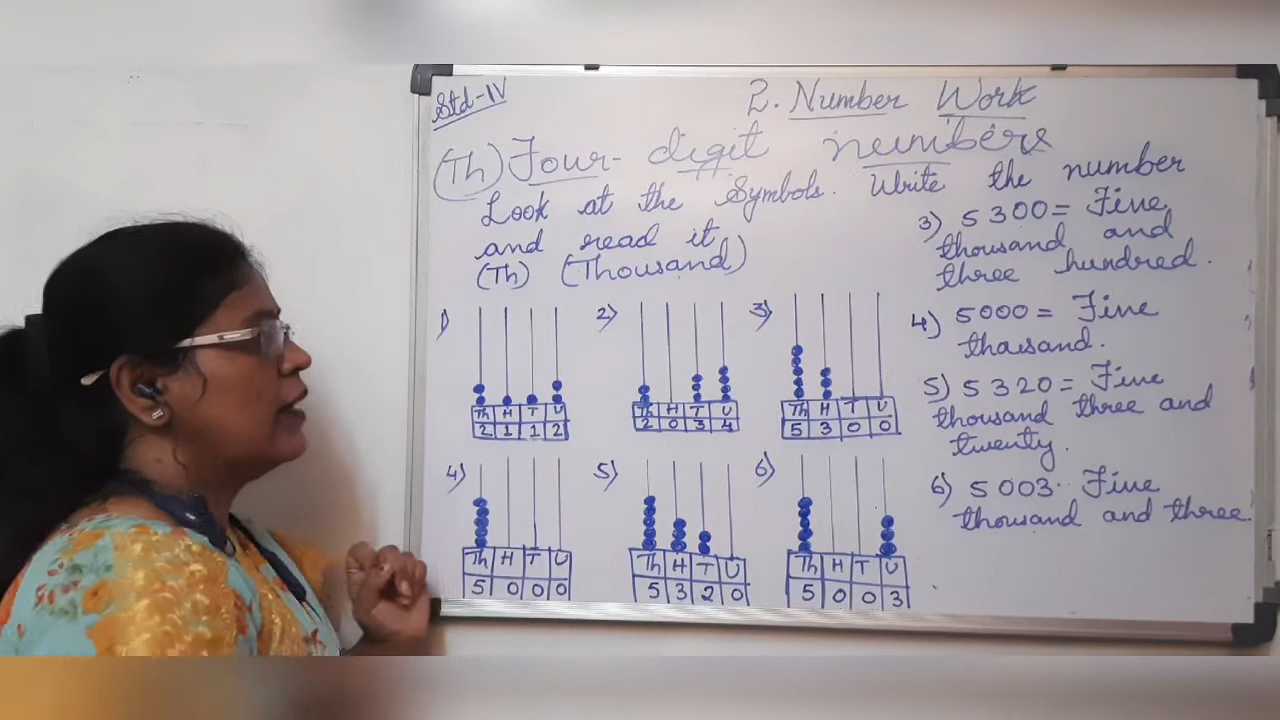 Std-IV
2. Number Work
(Th) Four-digit numbers
Look at the symbols. Write the number
and read it
(Th) (Thousand)
1)
Th H T U
2 1 1 2
2)
Th H T U
2 0 3 4
3)
Th H T U
5 3 0 0
4)
Th H T U
5 0 0 0
5)
Th H T U
5 3 2 0
6)
Th H T U
5 0 0 3
3) 5300 = Five
thousand and
three hundred.
4) 5000 = Five
thousand.
5) 5320 = Five
thousand three and
twenty.
6) 5003 Five
thousand and three.